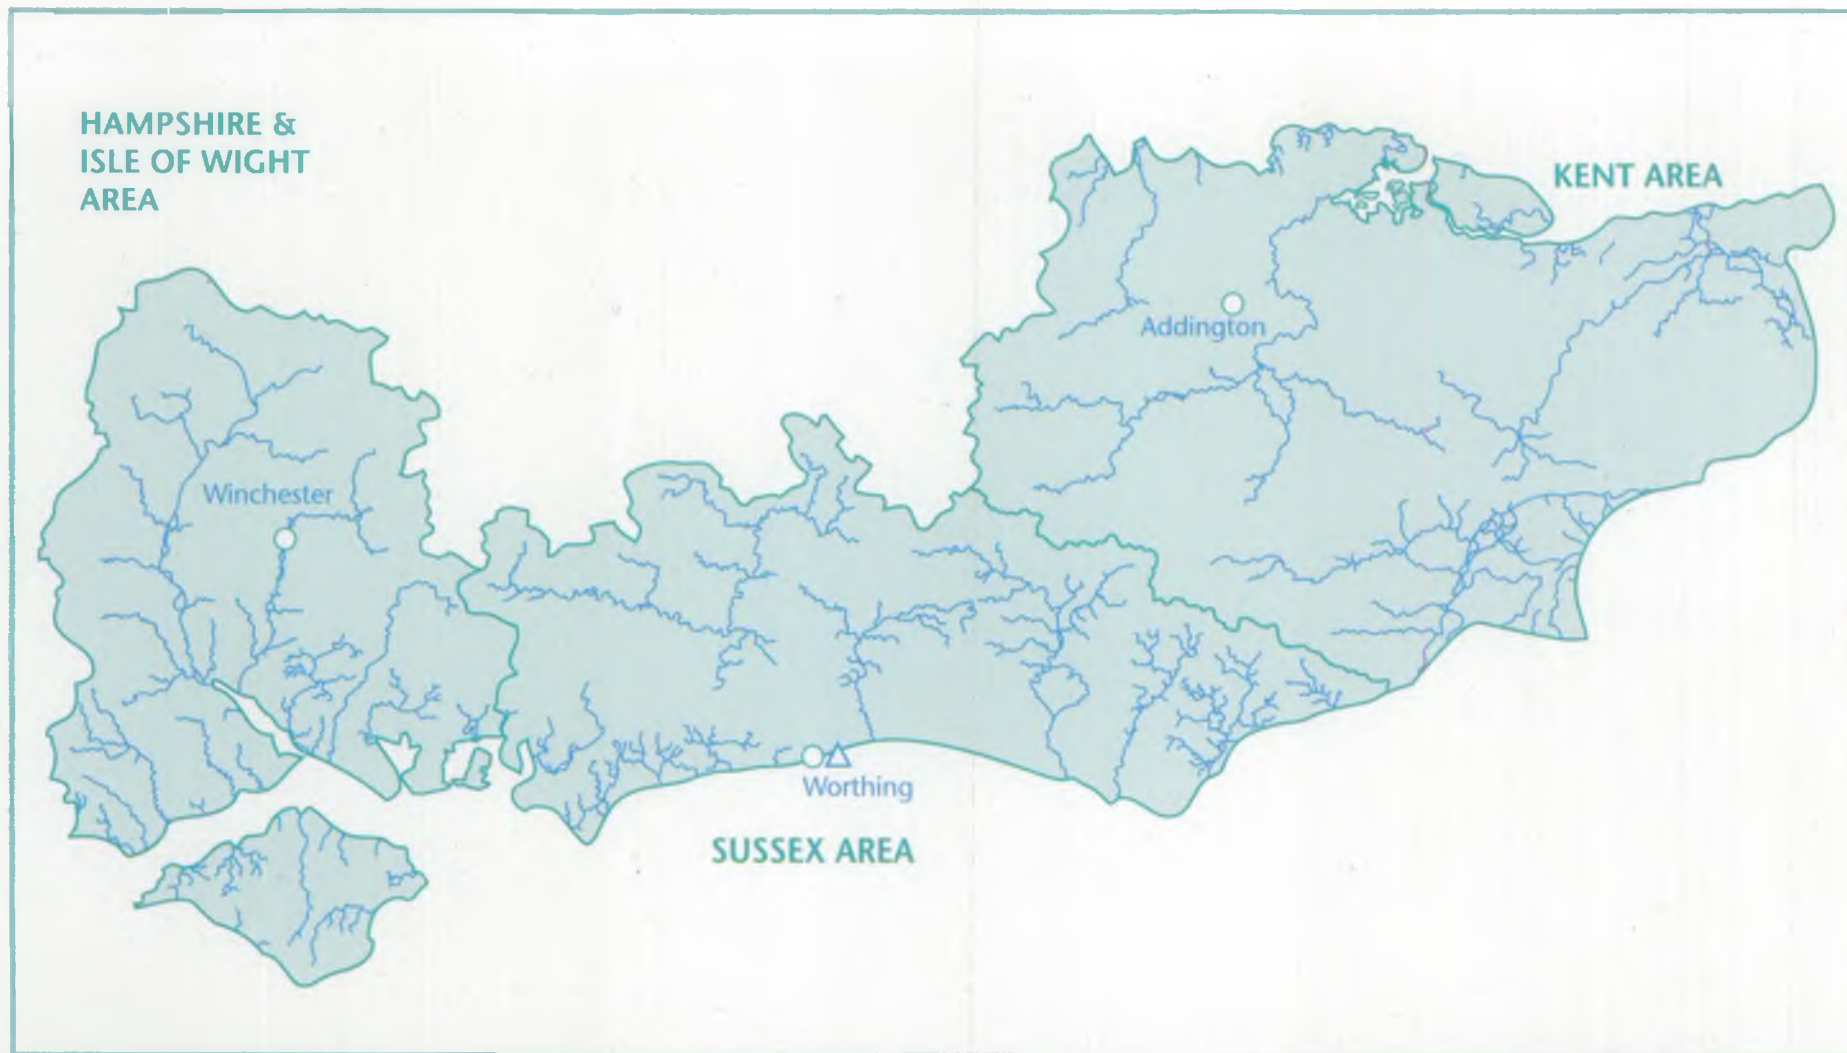 HAMPSHIRE &
ISLE OF WIGHT
AREA
KENT AREA
Addington
Winchester
Worthing
SUSSEX AREA